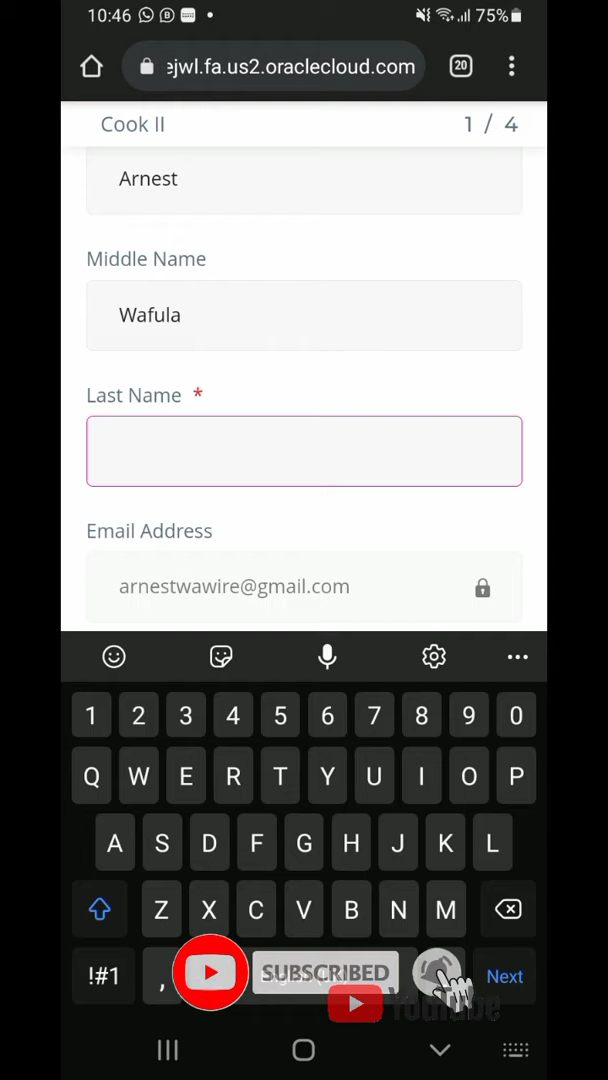 10:46
75%
ejwl.fa.us2.oraclecloud.com
20
Cook II
1 / 4
Arnest
Middle Name
Wafula
Last Name *
Email Address
arnestwawire@gmail.com
1 2 3 4 5 6 7 8 9 0
Q W E R T Y U I O P
A S D F G H J K L
Z X C V B N M
!#1 , SUBSCRIBED Next
YouTube